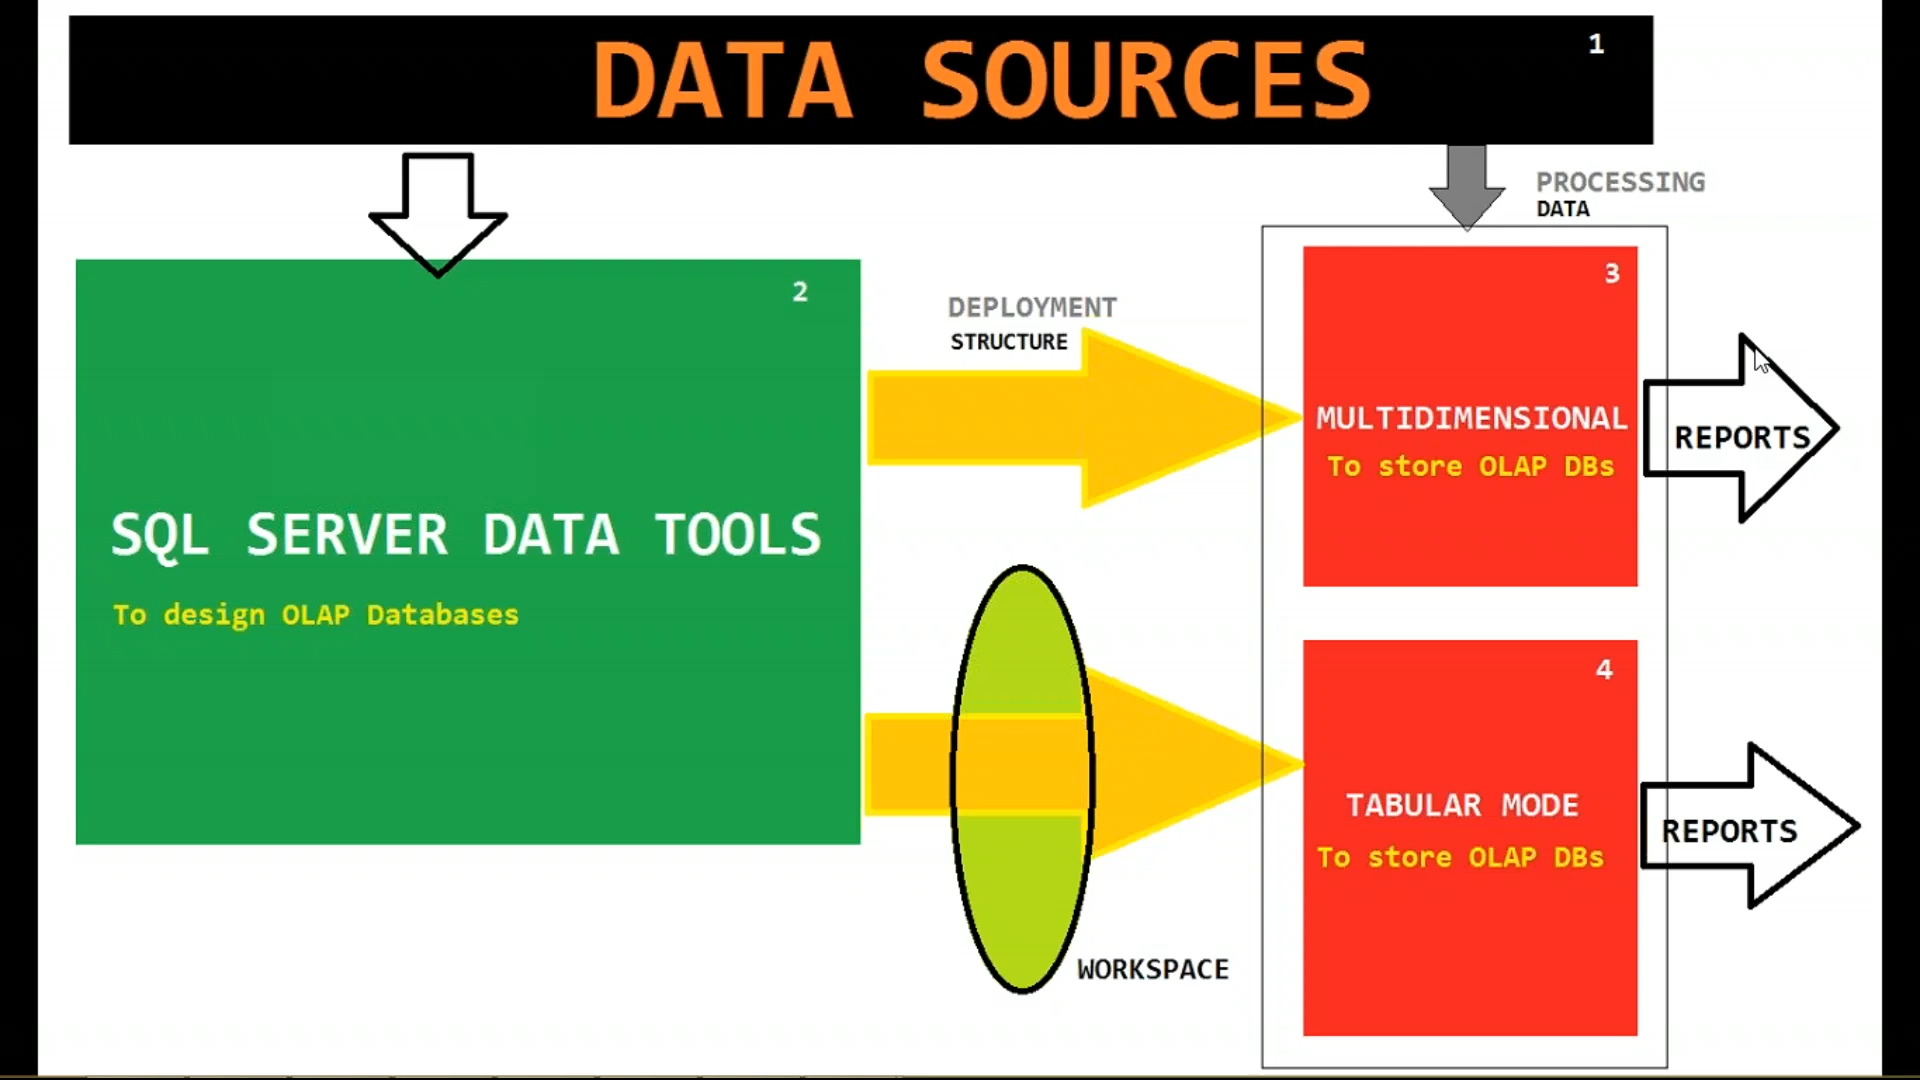 DATA SOURCES
1
PROCESSING
DATA
2
SQL SERVER DATA TOOLS
To design OLAP Databases
DEPLOYMENT
STRUCTURE
3
MULTIDIMENSIONAL
To store OLAP DBs
REPORTS
WORKSPACE
4
TABULAR MODE
To store OLAP DBs
REPORTS